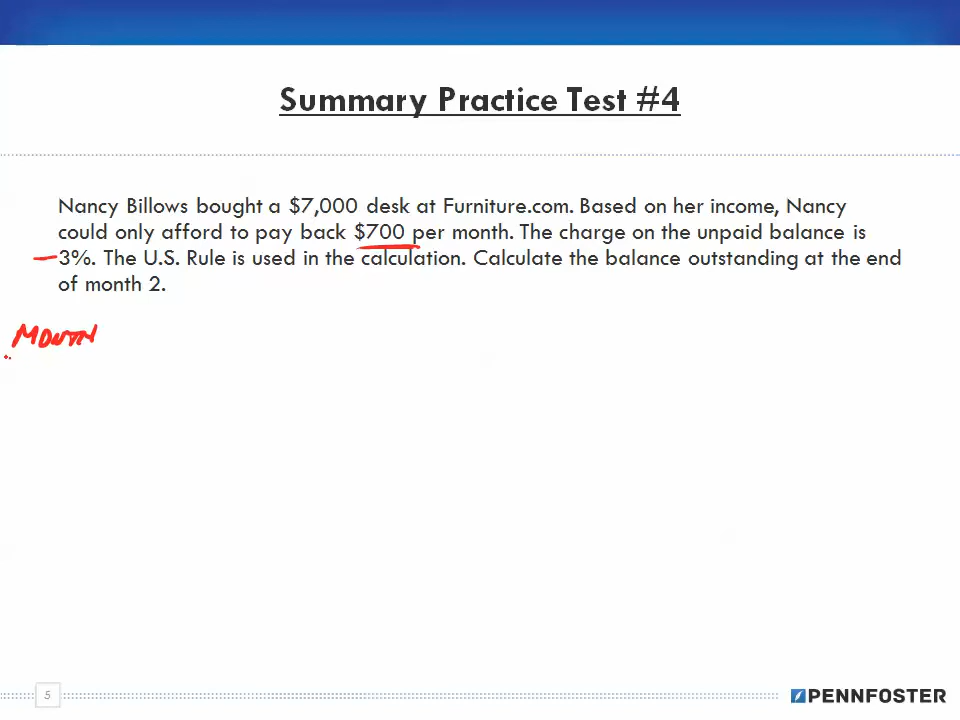 Summary Practice Test #4
Nancy Billows bought a $7,000 desk at Furniture.com. Based on her income, Nancy
could only afford to pay back $700 per month. The charge on the unpaid balance is
3%. The U.S. Rule is used in the calculation. Calculate the balance outstanding at the end
of month 2.
MONTH
5
PENNFOSTER